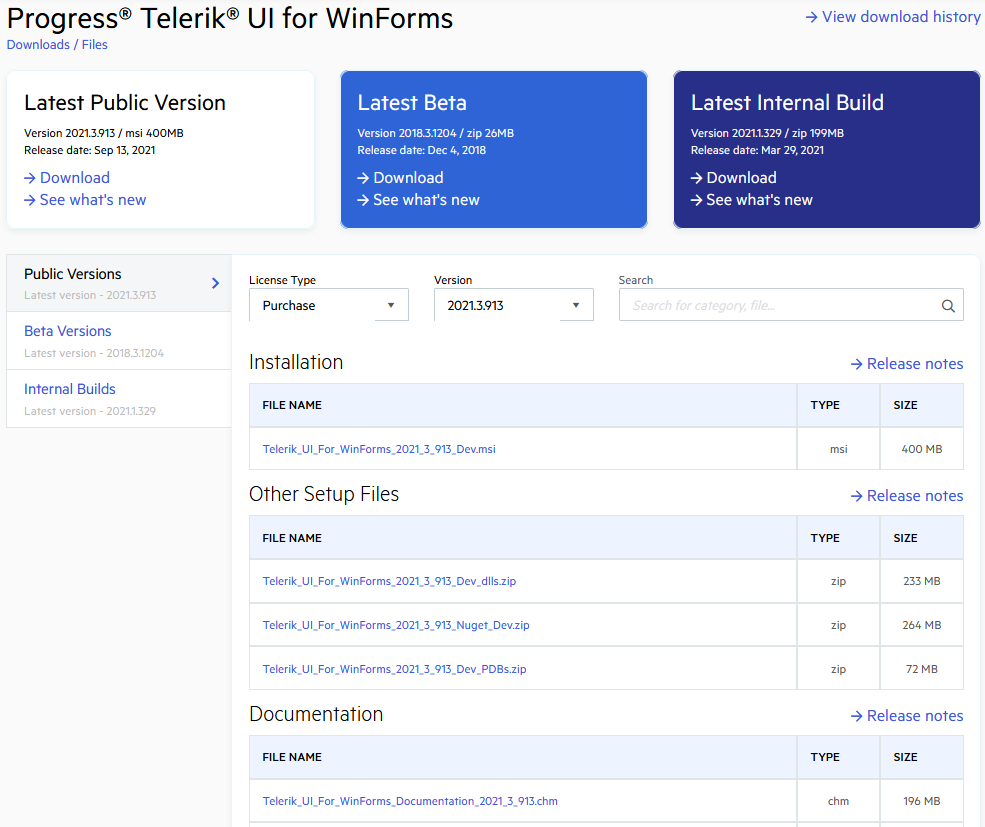 Progress® Telerik® UI for WinForms
→ View download history
Downloads / Files
Latest Public Version
Version 2021.3.913 / msi 400MB
Release date: Sep 13, 2021
→ Download
→ See what's new
Latest Beta
Version 2018.3.1204 / zip 26MB
Release date: Dec 4, 2018
→ Download
→ See what's new
Latest Internal Build
Version 2021.1.329 / zip 199MB
Release date: Mar 29, 2021
→ Download
→ See what's new
Public Versions
Latest version - 2021.3.913
Beta Versions
Latest version - 2018.3.1204
Internal Builds
Latest version - 2021.1.329
License Type
Purchase
Version
2021.3.913
Search
Search for category, file...
Installation
→ Release notes
FILE NAME TYPE SIZE
Telerik_UI_For_WinForms_2021_3_913_Dev.msi msi 400 MB
Other Setup Files
→ Release notes
FILE NAME TYPE SIZE
Telerik_UI_For_WinForms_2021_3_913_Dev_dlls.zip zip 233 MB
Telerik_UI_For_WinForms_2021_3_913_Nuget_Dev.zip zip 264 MB
Telerik_UI_For_WinForms_2021_3_913_Dev_PDBs.zip zip 72 MB
Documentation
→ Release notes
FILE NAME TYPE SIZE
Telerik_UI_For_WinForms_Documentation_2021_3_913.chm chm 196 MB